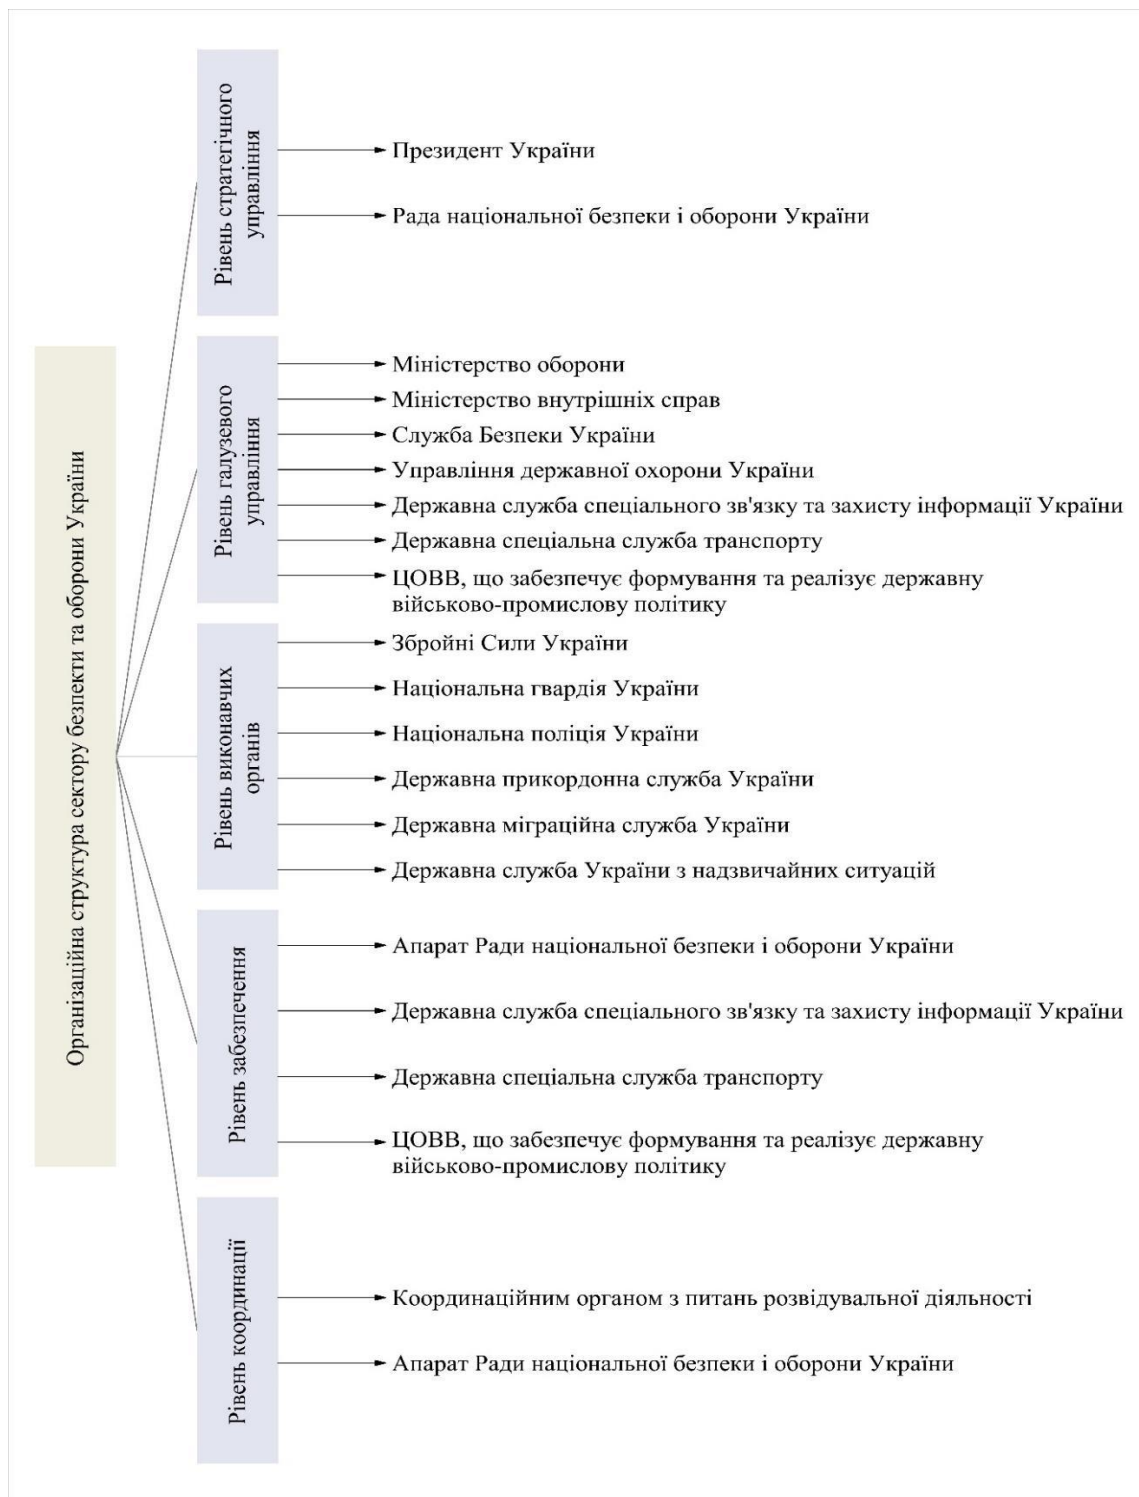 Організаційна структура сектору безпекти та оборони України
Рівень стратегічного
управління
Президент України
Рада національної безпеки і оборони України
Рівень галузевого
управління
Міністерство оборони
Міністерство внутрішніх справ
Служба Безпеки України
Управління державної охорони України
Державна служба спеціального зв'язку та захисту інформації України
Державна спеціальна служба транспорту
ЦОВВ, що забезпечує формування та реалізує державну
військово-промислову політику
Рівень виконавчих
органів
Збройні Сили України
Національна гвардія України
Національна поліція України
Державна прикордонна служба України
Державна міграційна служба України
Державна служба України з надзвичайних ситуацій
Рівень забезпечення
Апарат Ради національної безпеки і оборони України
Державна служба спеціального зв'язку та захисту інформації України
Державна спеціальна служба транспорту
ЦОВВ, що забезпечує формування та реалізує державну
військово-промислову політику
Рівень координації
Координаційним органом з питань розвідувальної діяльності
Апарат Ради національної безпеки і оборони України